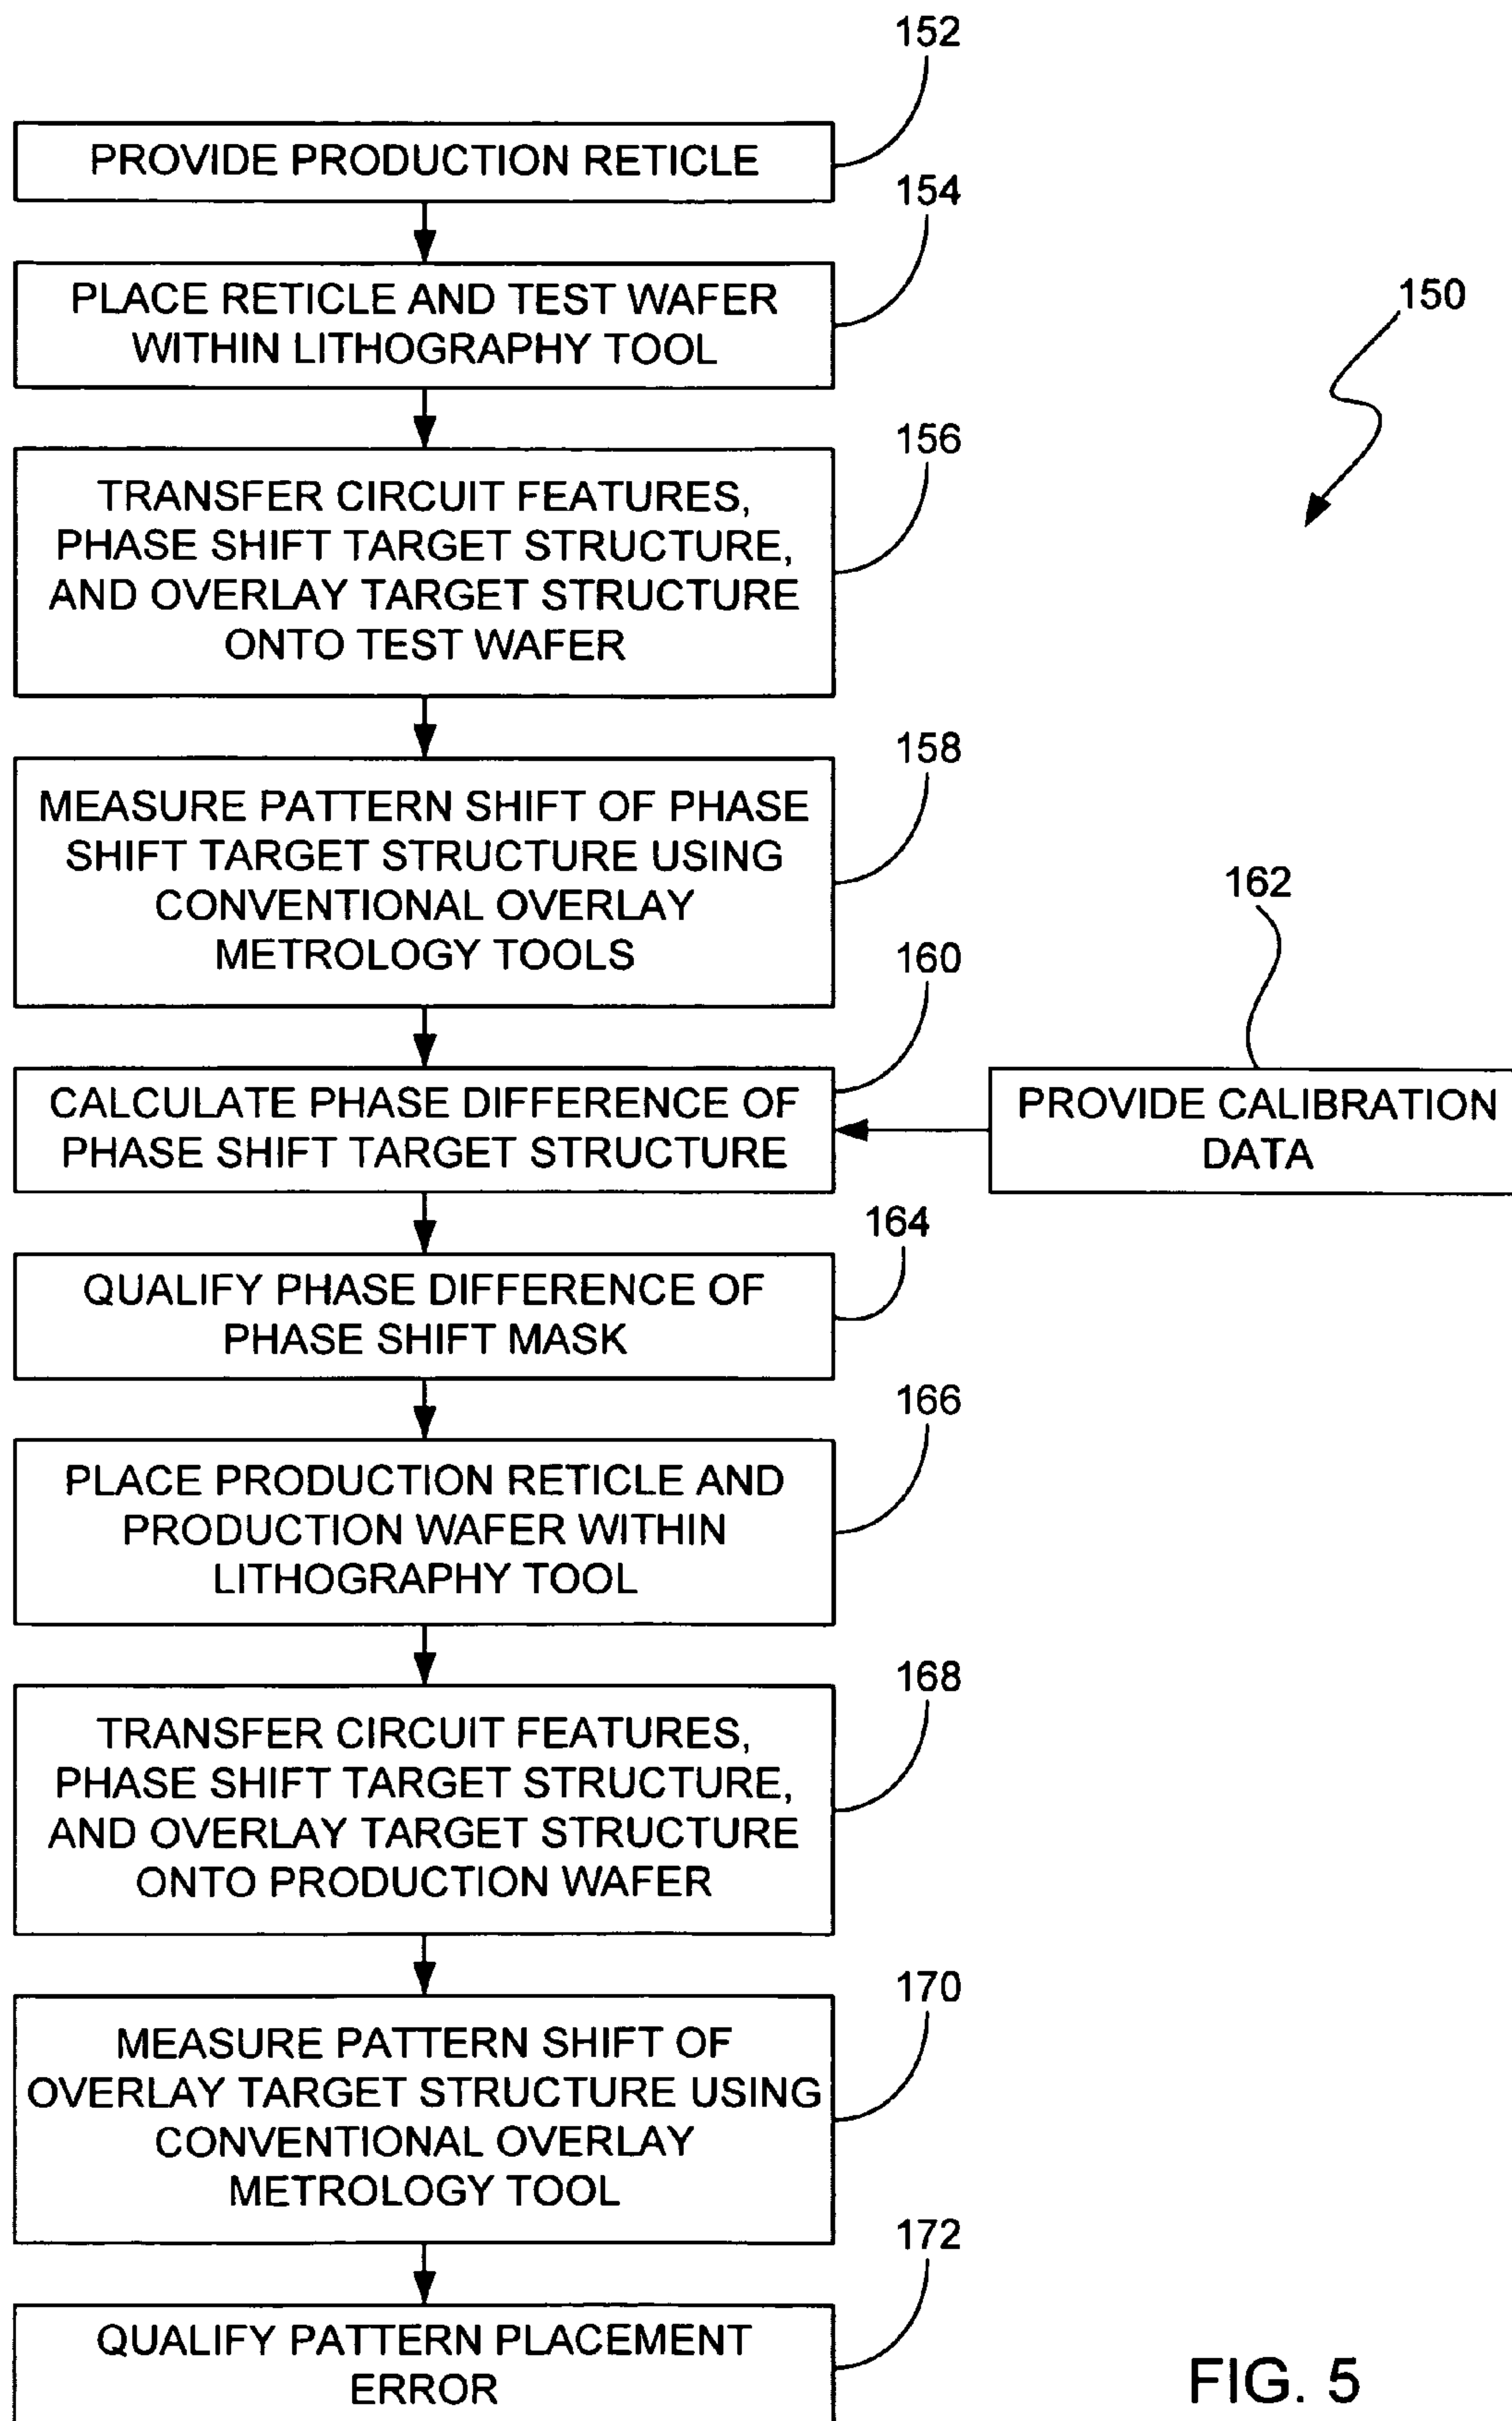 152
PROVIDE PRODUCTION RETICLE
154
PLACE RETICLE AND TEST WAFER
WITHIN LITHOGRAPHY TOOL
150
156
TRANSFER CIRCUIT FEATURES,
PHASE SHIFT TARGET STRUCTURE,
AND OVERLAY TARGET STRUCTURE
ONTO TEST WAFER
158
MEASURE PATTERN SHIFT OF PHASE
SHIFT TARGET STRUCTURE USING
CONVENTIONAL OVERLAY
METROLOGY TOOLS
160
CALCULATE PHASE DIFFERENCE OF
PHASE SHIFT TARGET STRUCTURE
162
PROVIDE CALIBRATION
DATA
164
QUALIFY PHASE DIFFERENCE OF
PHASE SHIFT MASK
166
PLACE PRODUCTION RETICLE AND
PRODUCTION WAFER WITHIN
LITHOGRAPHY TOOL
168
TRANSFER CIRCUIT FEATURES,
PHASE SHIFT TARGET STRUCTURE,
AND OVERLAY TARGET STRUCTURE
ONTO PRODUCTION WAFER
170
MEASURE PATTERN SHIFT OF
OVERLAY TARGET STRUCTURE USING
CONVENTIONAL OVERLAY
METROLOGY TOOL
172
QUALIFY PATTERN PLACEMENT
ERROR
FIG. 5